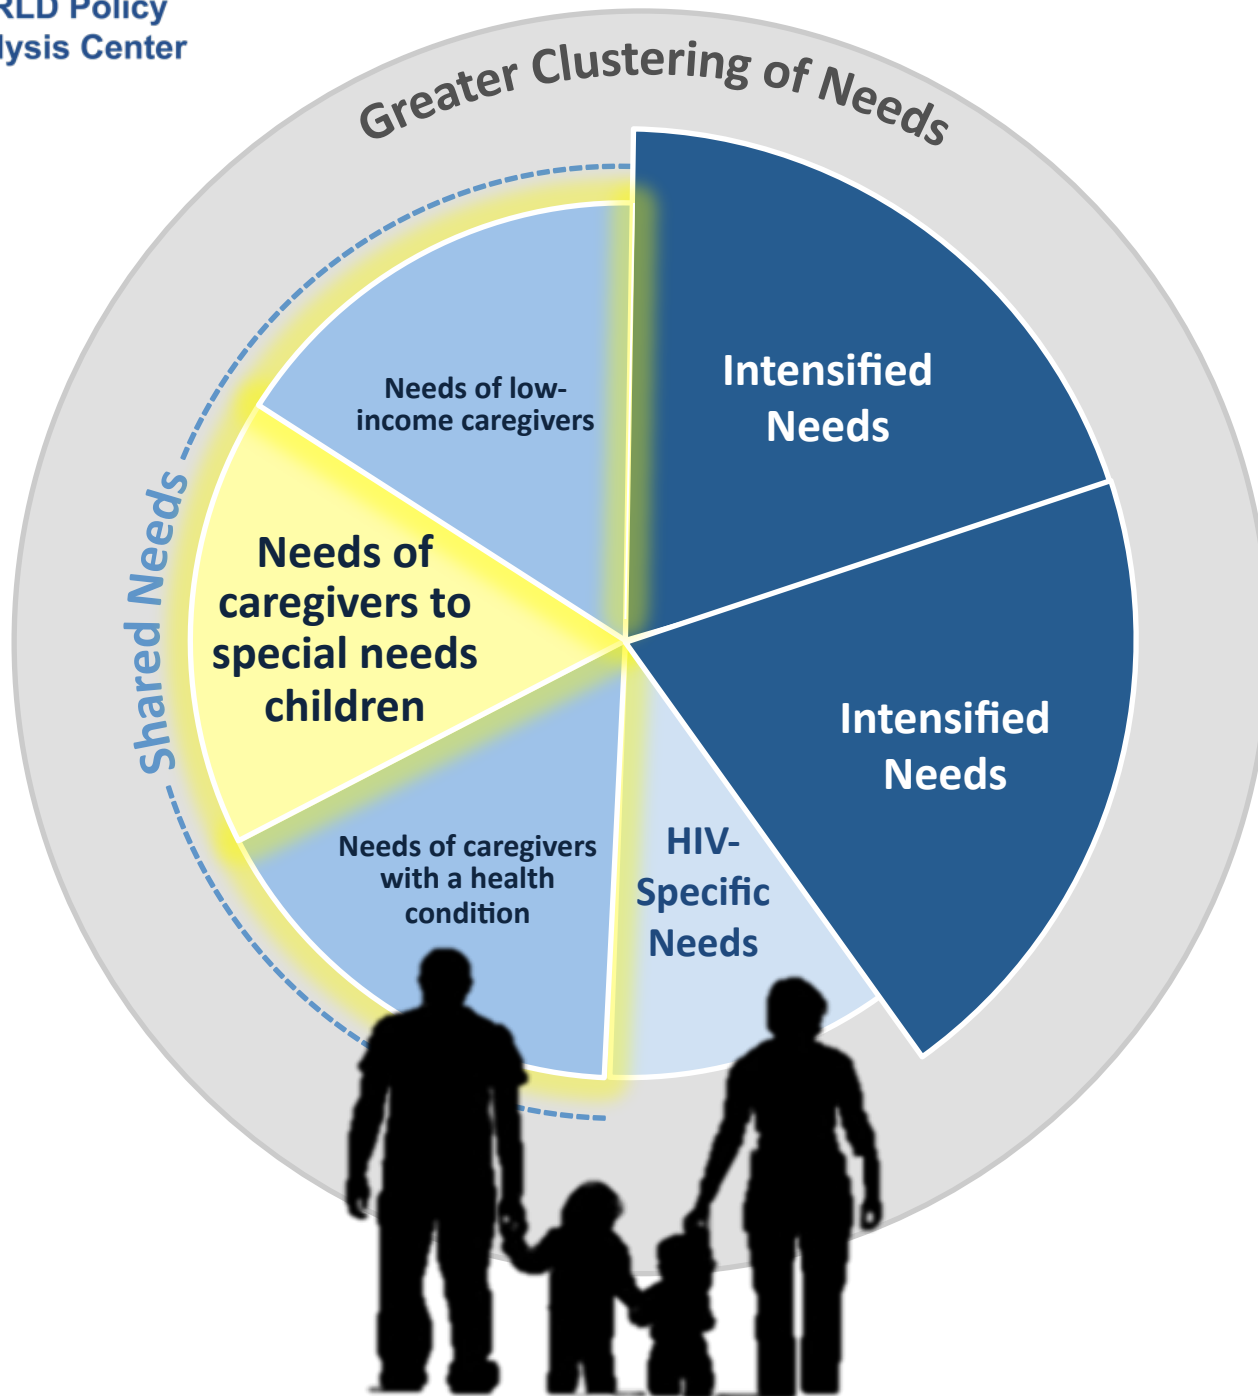 RLD Policy
lysis Center
Greater Clustering of Needs
Intensified
Needs
Needs of low-
income caregivers
Shared Needs
Needs of
caregivers to
special needs
children
Intensified
Needs
Needs of caregivers
with a health
condition
HIV-
Specific
Needs